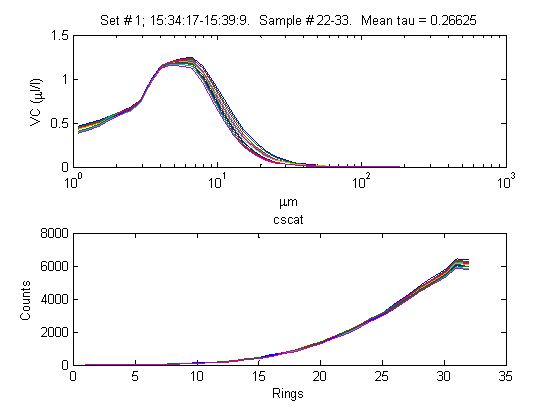 Set # 1; 15:34:17-15:39:9.  Sample # 22-33.  Mean tau = 0.26625
1.5
1
0.5
0
VC (μl/l)
10^0 10^1 10^2 10^3
μm
cscat
8000
6000
4000
2000
0
Counts
0 5 10 15 20 25 30 35
Rings